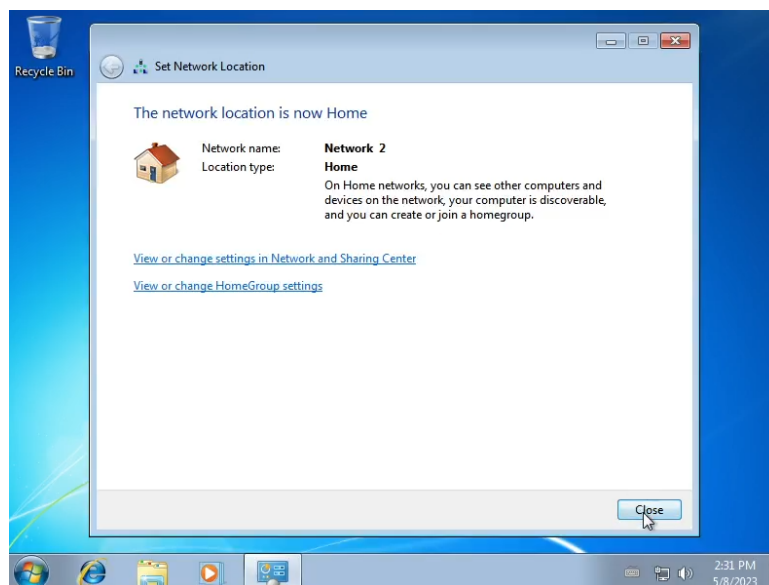 Recycle Bin
Set Network Location
The network location is now Home
Network name: Network 2
Location type: Home
On Home networks, you can see other computers and
devices on the network, your computer is discoverable,
and you can create or join a homegroup.
View or change settings in Network and Sharing Center
View or change HomeGroup settings
Close
2:31 PM
5/8/2023